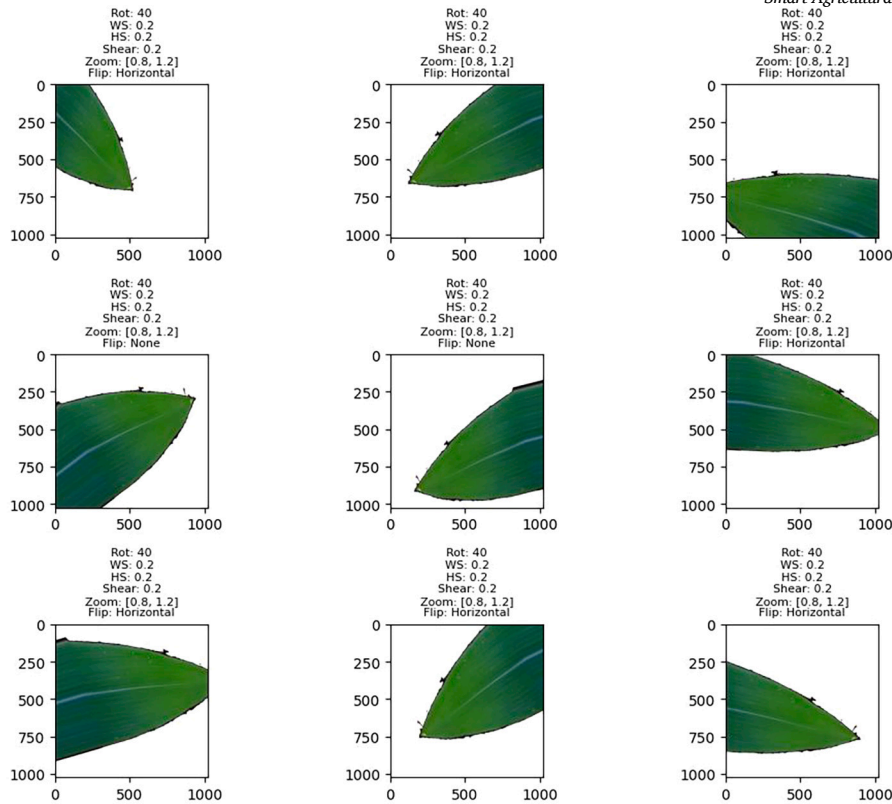 Smart Agricultural
Rot: 40
WS: 0.2
HS: 0.2
Shear: 0.2
Zoom: [0.8, 1.2]
Flip: Horizontal
0
250
500
750
1000
0 500 1000
Rot: 40
WS: 0.2
HS: 0.2
Shear: 0.2
Zoom: [0.8, 1.2]
Flip: Horizontal
0
250
500
750
1000
0 500 1000
Rot: 40
WS: 0.2
HS: 0.2
Shear: 0.2
Zoom: [0.8, 1.2]
Flip: Horizontal
0
250
500
750
1000
0 500 1000
Rot: 40
WS: 0.2
HS: 0.2
Shear: 0.2
Zoom: [0.8, 1.2]
Flip: None
0
250
500
750
1000
0 500 1000
Rot: 40
WS: 0.2
HS: 0.2
Shear: 0.2
Zoom: [0.8, 1.2]
Flip: None
0
250
500
750
1000
0 500 1000
Rot: 40
WS: 0.2
HS: 0.2
Shear: 0.2
Zoom: [0.8, 1.2]
Flip: Horizontal
0
250
500
750
1000
0 500 1000
Rot: 40
WS: 0.2
HS: 0.2
Shear: 0.2
Zoom: [0.8, 1.2]
Flip: Horizontal
0
250
500
750
1000
0 500 1000
Rot: 40
WS: 0.2
HS: 0.2
Shear: 0.2
Zoom: [0.8, 1.2]
Flip: Horizontal
0
250
500
750
1000
0 500 1000
Rot: 40
WS: 0.2
HS: 0.2
Shear: 0.2
Zoom: [0.8, 1.2]
Flip: Horizontal
0
250
500
750
1000
0 500 1000